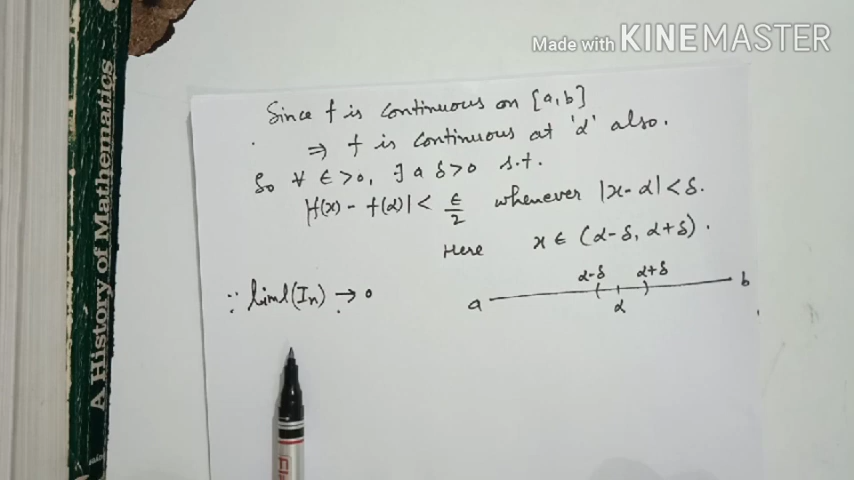 Made with KINEMASTER
A History of Mathematics
Since f is continuous on [a,b]
⇒ f is continuous at 'α' also.
So ∀ ϵ > 0, ∃ a δ > 0 s.t.
|f(x) - f(α)| < ϵ/2 whenever |x - α| < δ.
Here x ∈ (α-δ, α+δ).
α-δ α+δ
a α b
∵ lim l(Iₙ) → 0